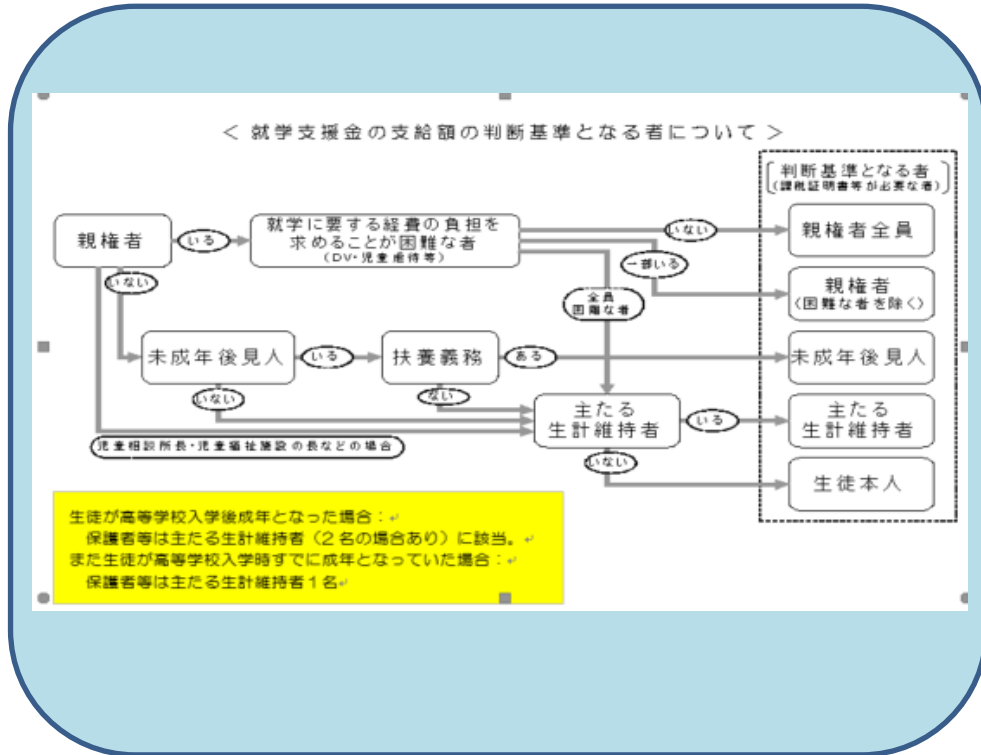 ＜ 就学支援金の支給額の判断基準となる者について ＞
判断基準となる者
(課税証明書等が必要な者)
親権者
いる
就学に要する経費の負担を
求めることが困難な者
(DV・児童虐待等)
いない
親権者全員
一部いる
親権者
(困難な者を除く)
全員
困難な者
いない
未成年後見人
いる
扶養義務
ある
未成年後見人
いない
ない
主たる
生計維持者
いる
主たる
生計維持者
児童相談所長・児童福祉施設の長などの場合
いない
生徒本人
生徒が高等学校入学後成年となった場合：
保護者等は主たる生計維持者（２名の場合あり）に該当。
また生徒が高等学校入学時すでに成年となっていた場合：
保護者等は主たる生計維持者１名